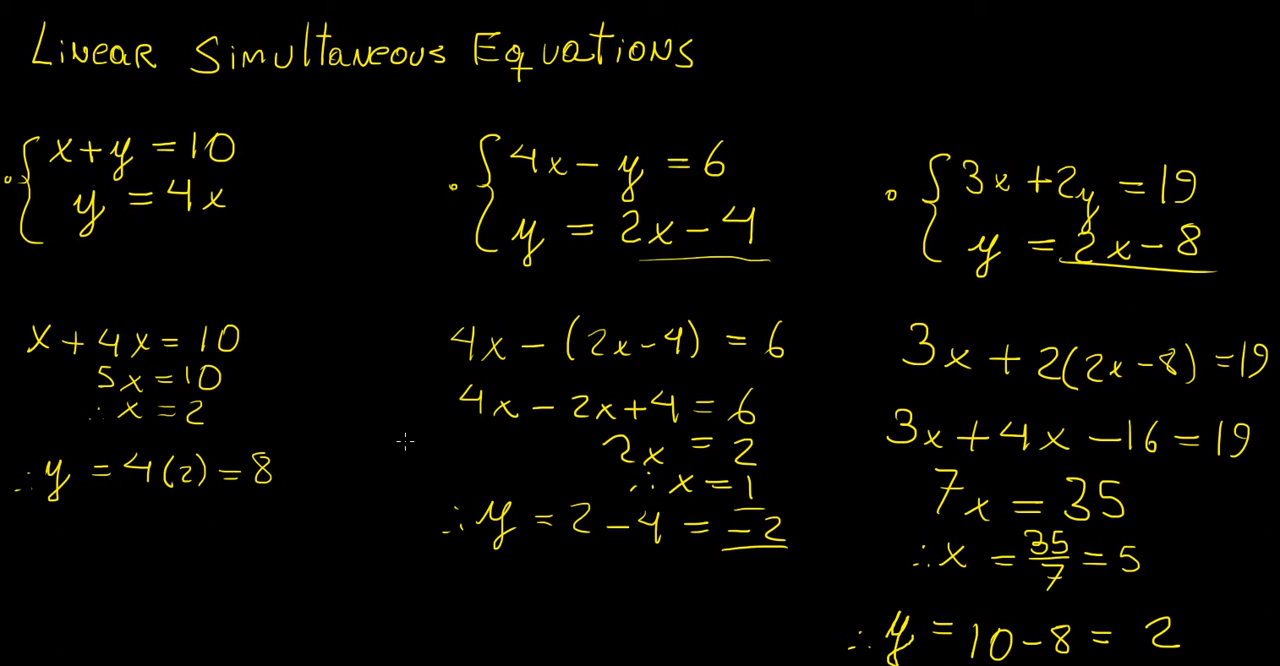 Linear Simultaneous Equations
x + y = 10
y = 4x
x + 4x = 10
5x = 10
∴ x = 2
∴ y = 4(2) = 8
4x - y = 6
y = 2x - 4
4x - (2x - 4) = 6
4x - 2x + 4 = 6
2x = 2
∴ x = 1
∴ y = 2 - 4 = -2
3x + 2y = 19
y = 2x - 8
3x + 2(2x - 8) = 19
3x + 4x - 16 = 19
7x = 35
∴ x = 35/7 = 5
∴ y = 10 - 8 = 2